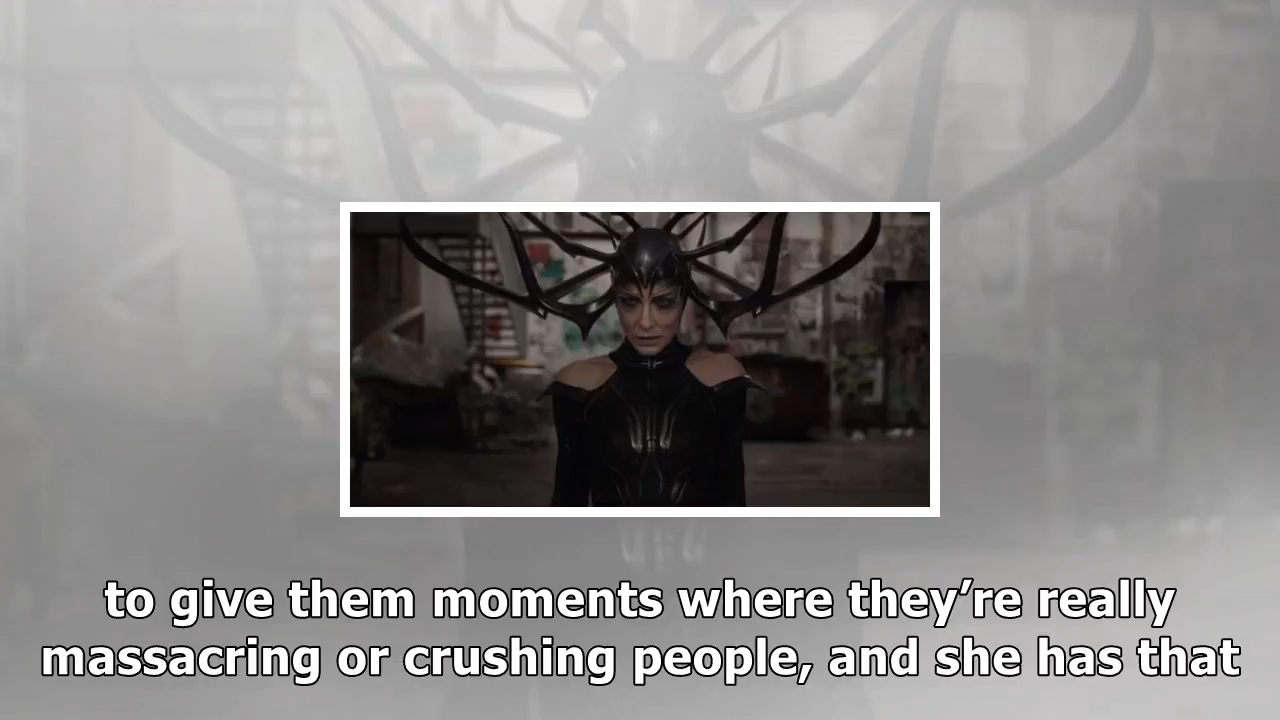 to give them moments where they’re really
massacring or crushing people, and she has that